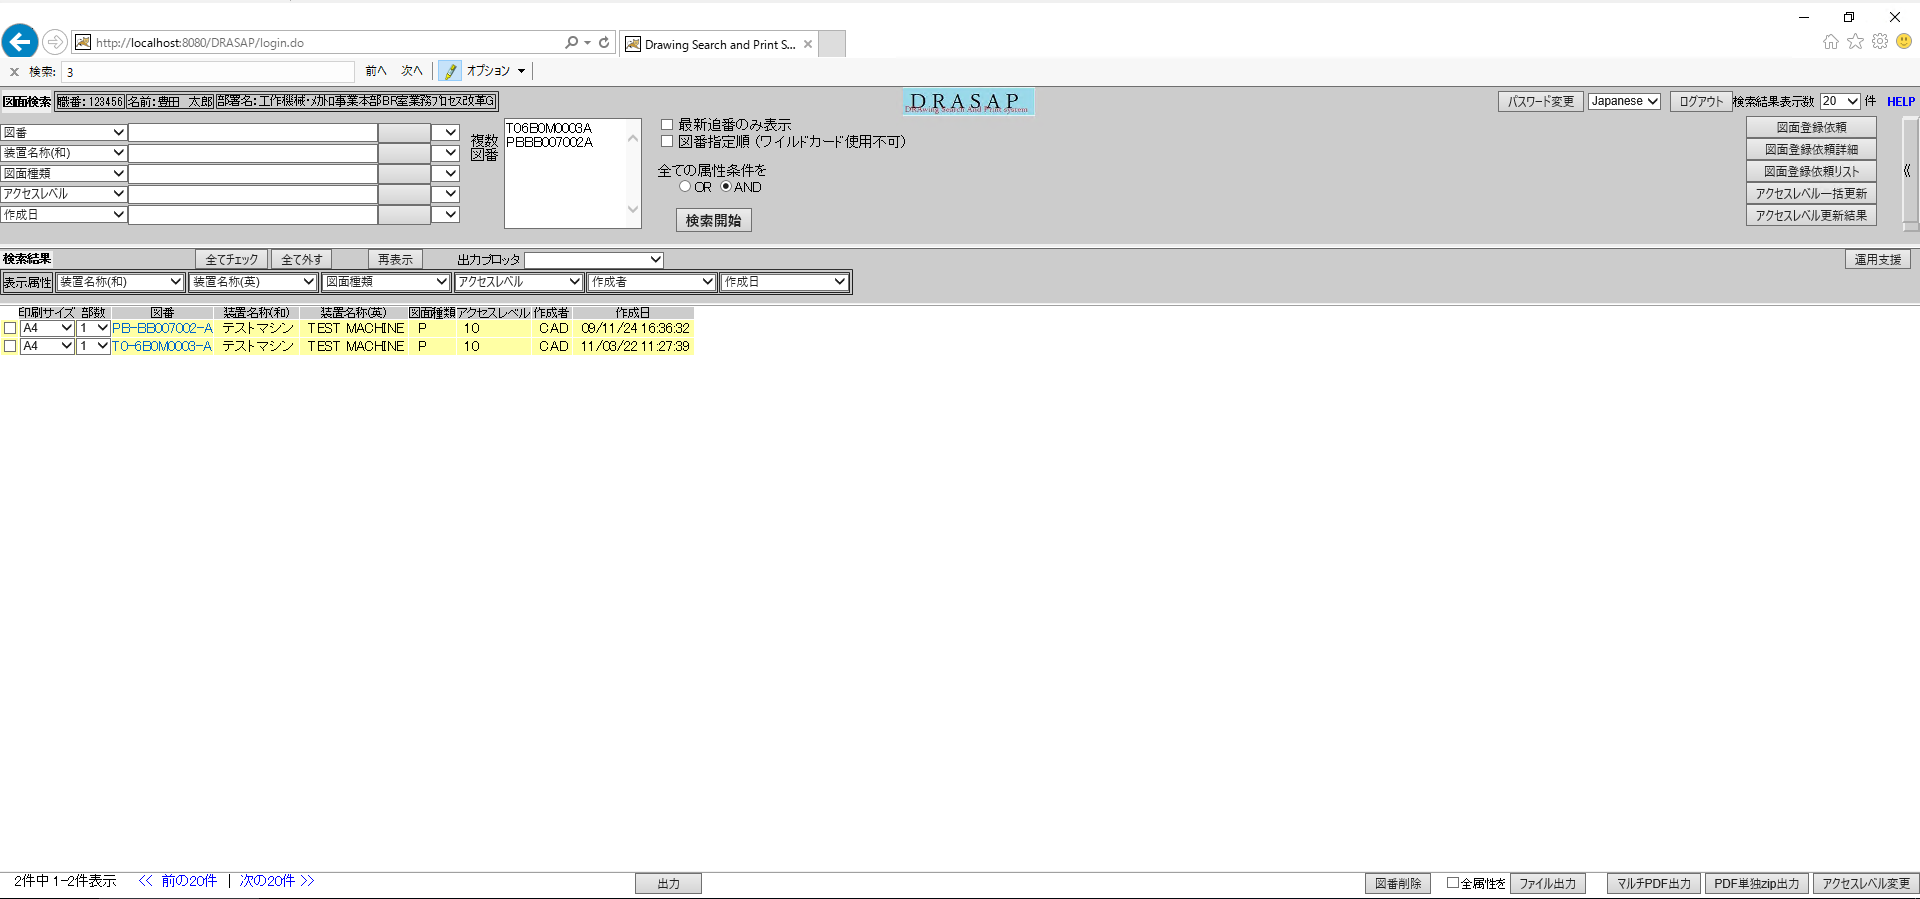 http://localhost:8080/DRASAP/login.do
Drawing Search and Print S...
× 検索: 3 前へ 次へ オプション
図面検索 職番:123456 名前:豊田 太郎 部署名:工作機械・ﾒｶﾄﾛ事業本部BR室業務ﾌﾟﾛｾｽ改革G
DRASAP
DRAwing Search And Print system
パスワード変更 Japanese ログアウト 検索結果表示数 20 件 HELP
図番
装置名称(和)
図面種類
アクセスレベル
作成日
複数
図番
T06B0M0003A
PBBB007002A
最新追番のみ表示
図番指定順 (ワイルドカード使用不可)
全ての属性条件を
OR AND
検索開始
図面登録依頼
図面登録依頼詳細
図面登録依頼リスト
アクセスレベル一括更新
アクセスレベル更新結果
《
検索結果 全てチェック 全て外す 再表示 出力プロッタ 運用支援
表示属性 装置名称(和) 装置名称(英) 図面種類 アクセスレベル 作成者 作成日
印刷サイズ 部数 図番 装置名称(和) 装置名称(英) 図面種類 アクセスレベル 作成者 作成日
A4 1 PB-BB007002-A テストマシン TEST MACHINE P 10 CAD 09/11/24 16:36:32
A4 1 T0-6B0M0003-A テストマシン TEST MACHINE P 10 CAD 11/03/22 11:27:39
2件中 1-2件表示 << 前の20件 | 次の20件 >> 出力 図番削除 全属性を ファイル出力 マルチPDF出力 PDF単独zip出力 アクセスレベル変更